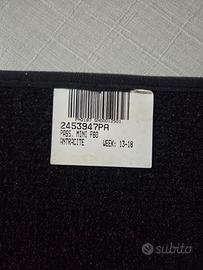 2453947PA
PASS. MINI F60
ANTRACITE WEEK: 13-18
subito